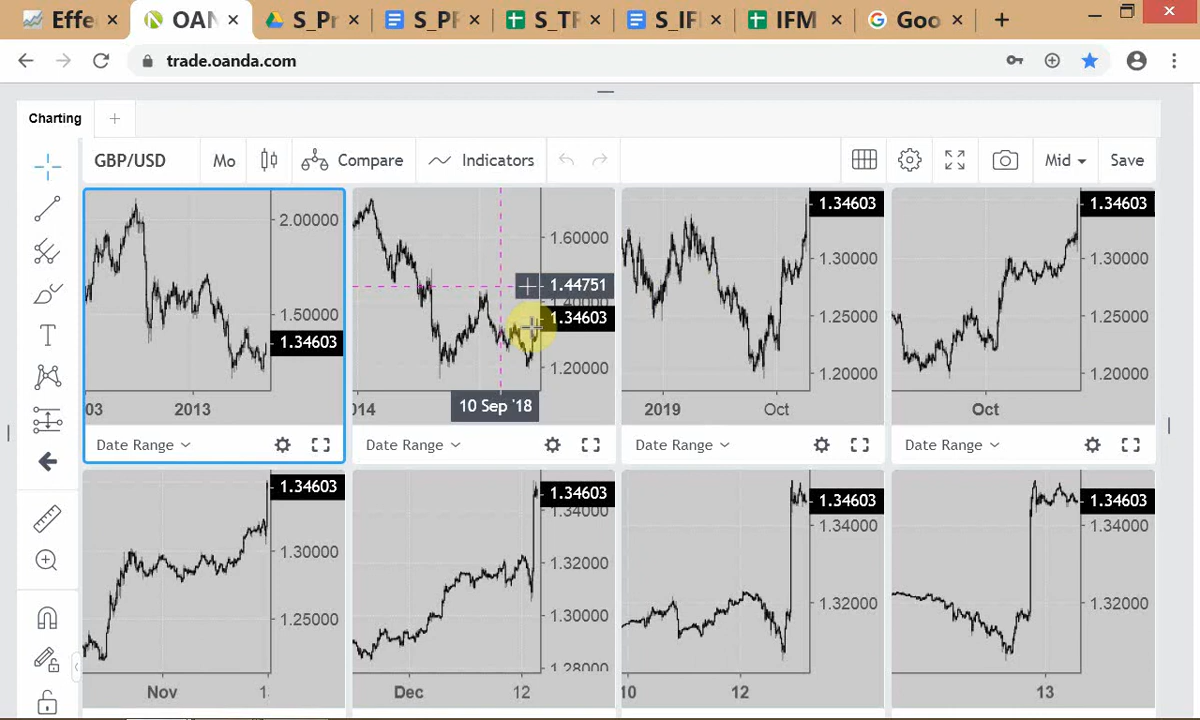 Effe
OAN
S_Pr
S_PF
S_TF
S_IFI
IFM
Goo
trade.oanda.com
Charting
GBP/USD
Mo
Compare
Indicators
Mid
Save
2.00000
1.50000
1.34603
03
2013
Date Range
1.60000
1.44751
1.40000
1.34603
1.20000
014
10 Sep '18
Date Range
1.34603
1.30000
1.25000
1.20000
2019
Oct
Date Range
1.34603
1.30000
1.25000
1.20000
Oct
Date Range
1.34603
1.30000
1.25000
Nov
1:
1.34603
1.34000
1.32000
1.30000
1.28000
Dec
12
1.34603
1.34000
1.32000
10
12
1.34603
1.34000
1.32000
13